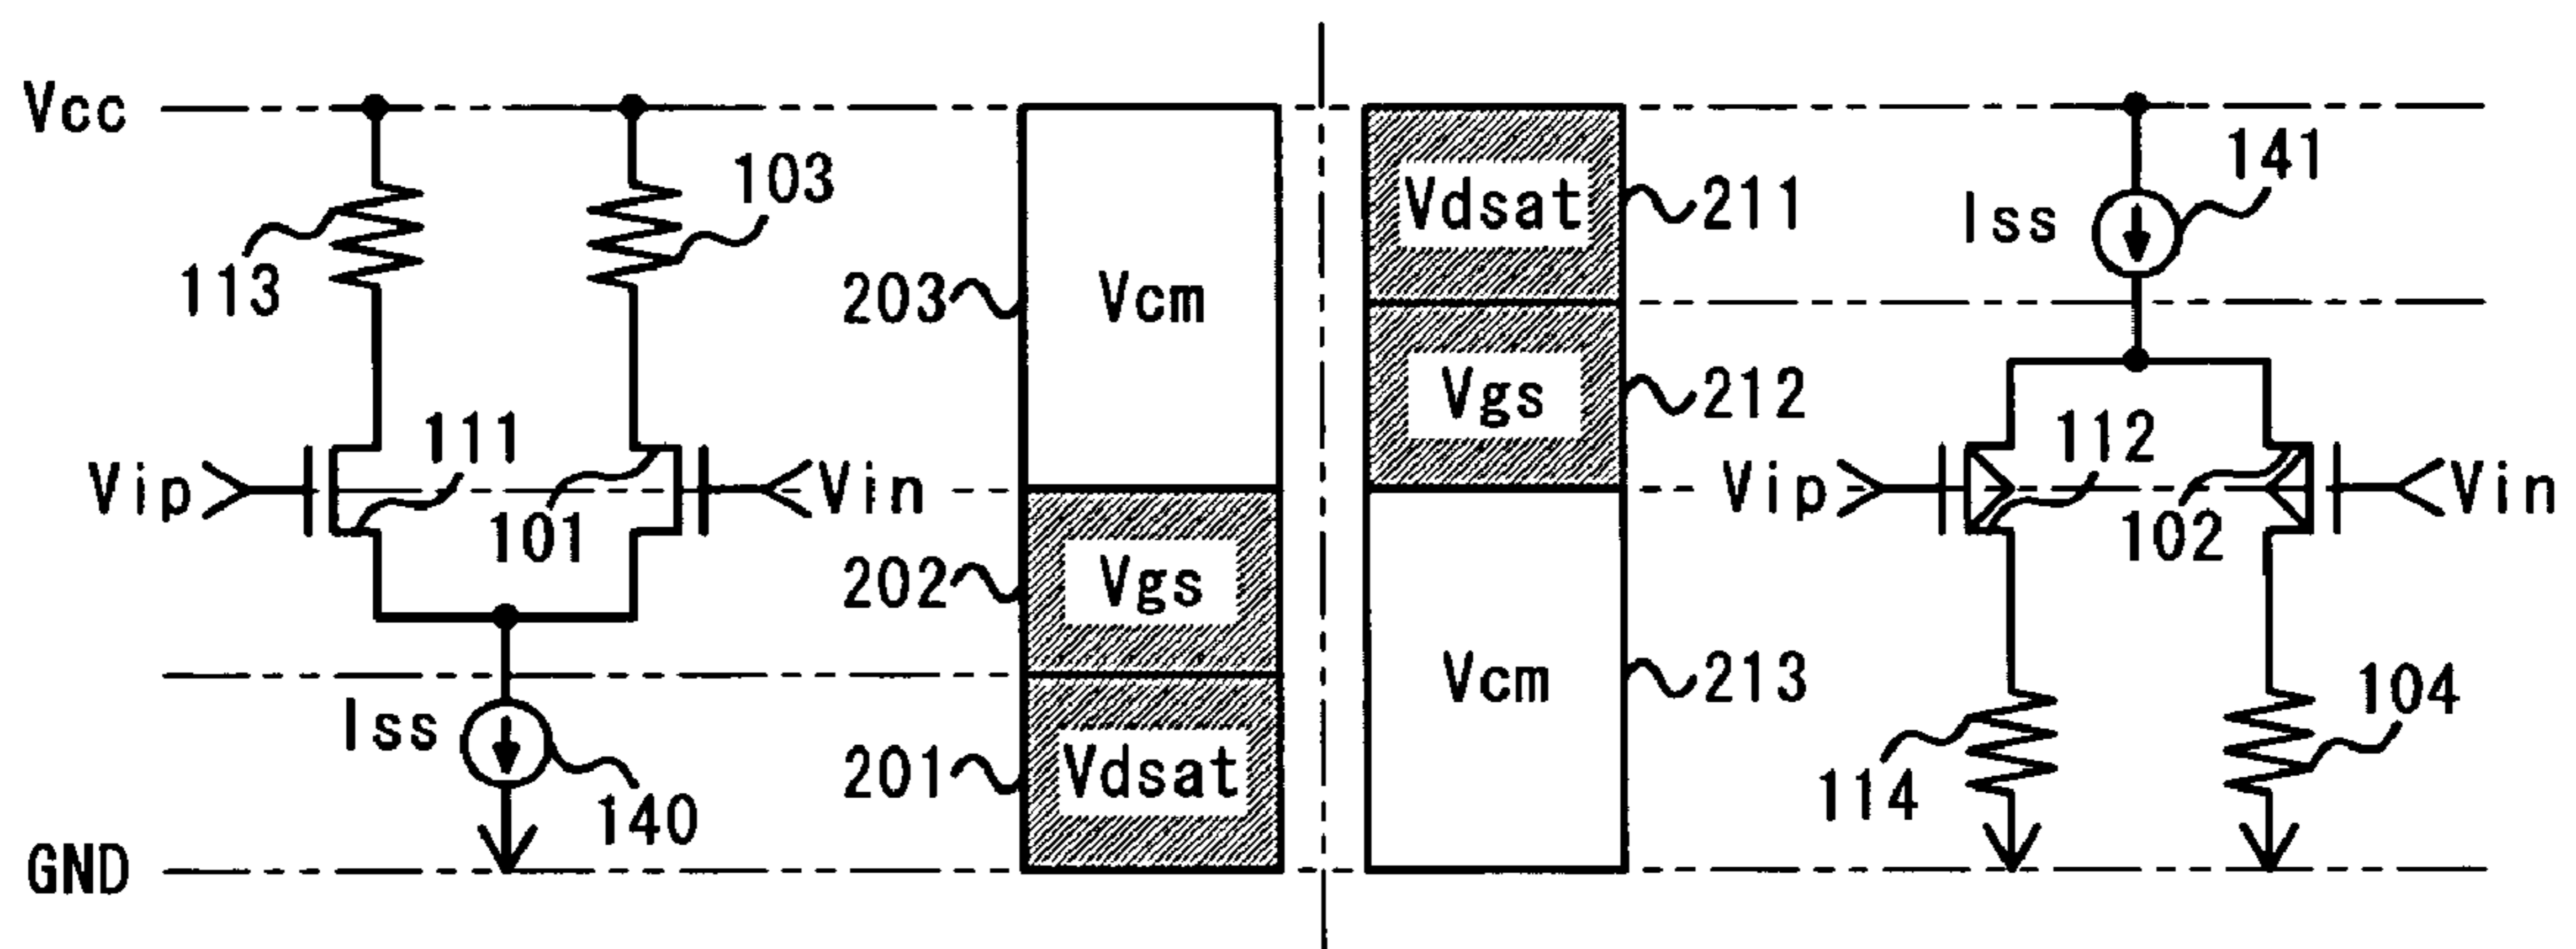 Vcc
113
103
203
Vcm
Vdsat
211
Iss
141
Vgs
212
Vip
111
101
Vin
202
Vgs
Vip
112
102
Vin
Iss
140
201
Vdsat
Vcm
213
114
104
GND